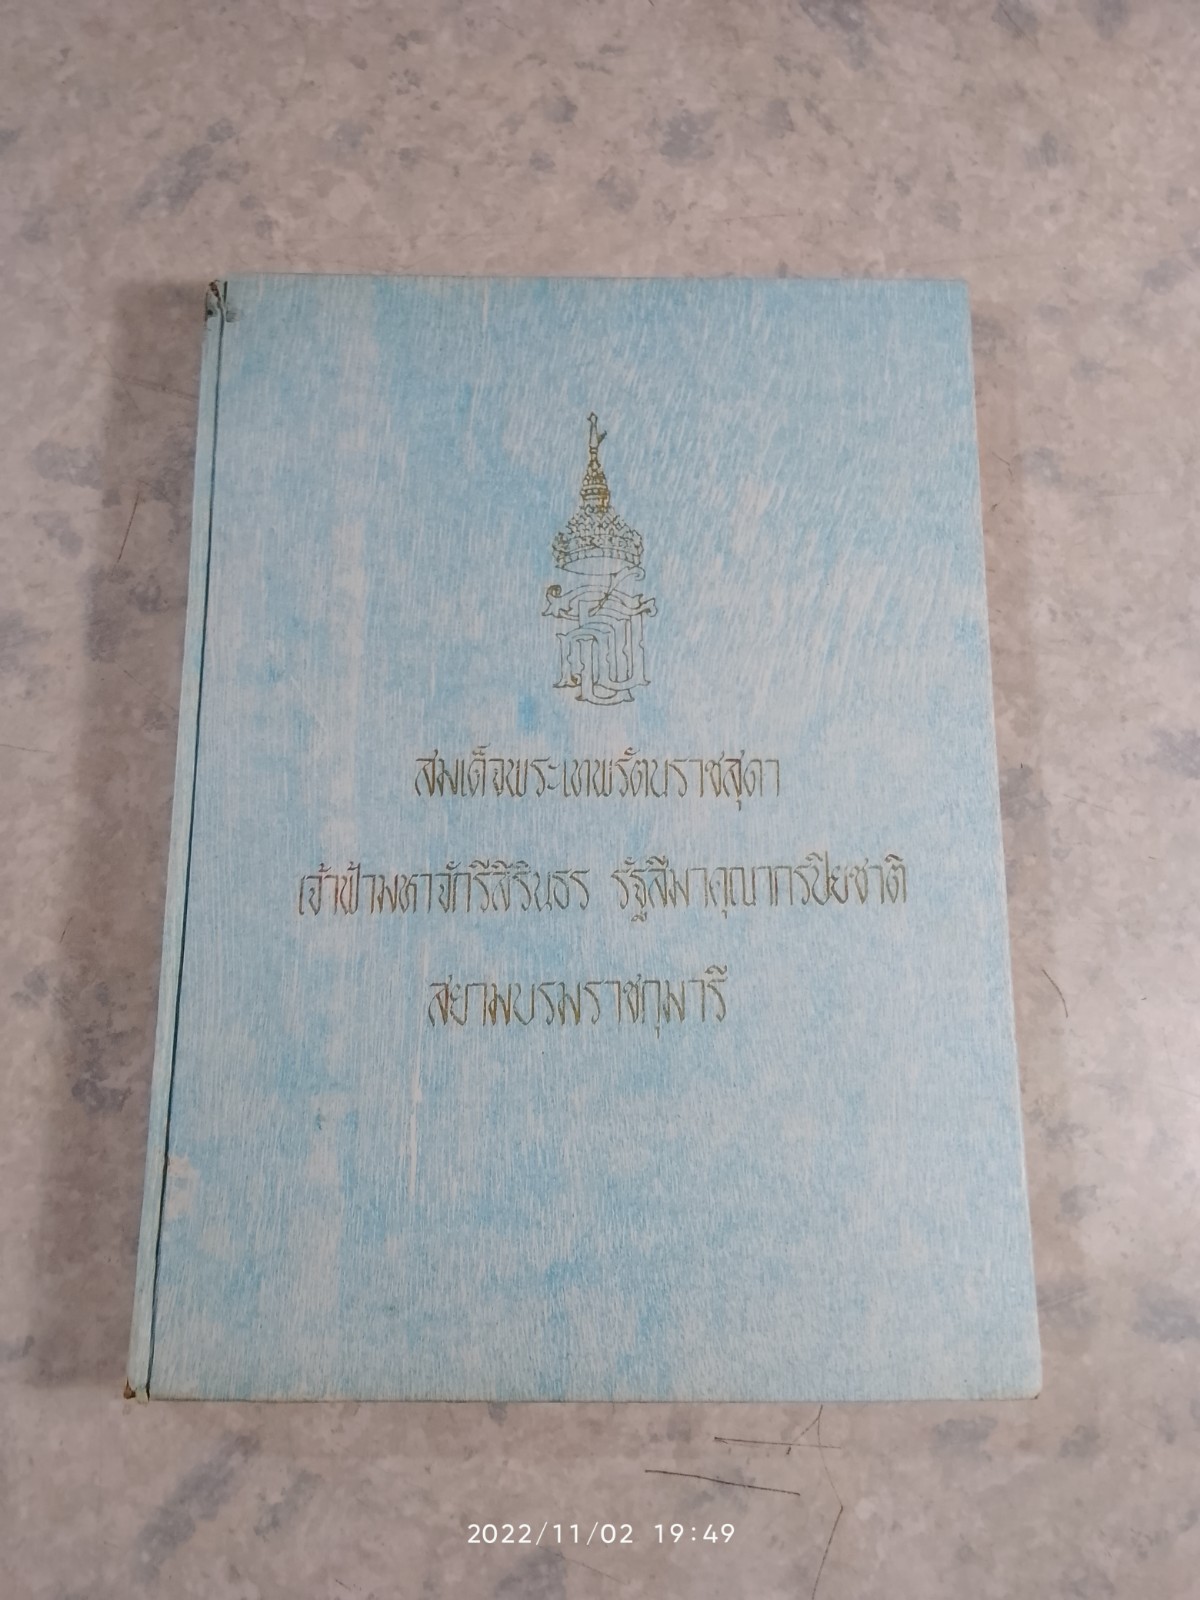 สมเด็จพระเทพรัตนราชสุดา
เจ้าฟ้ามหาจักรีสิรินธร รัฐสีมาคุณากรปิยชาติ
สยามบรมราชกุมารี
2022/11/02 19:49